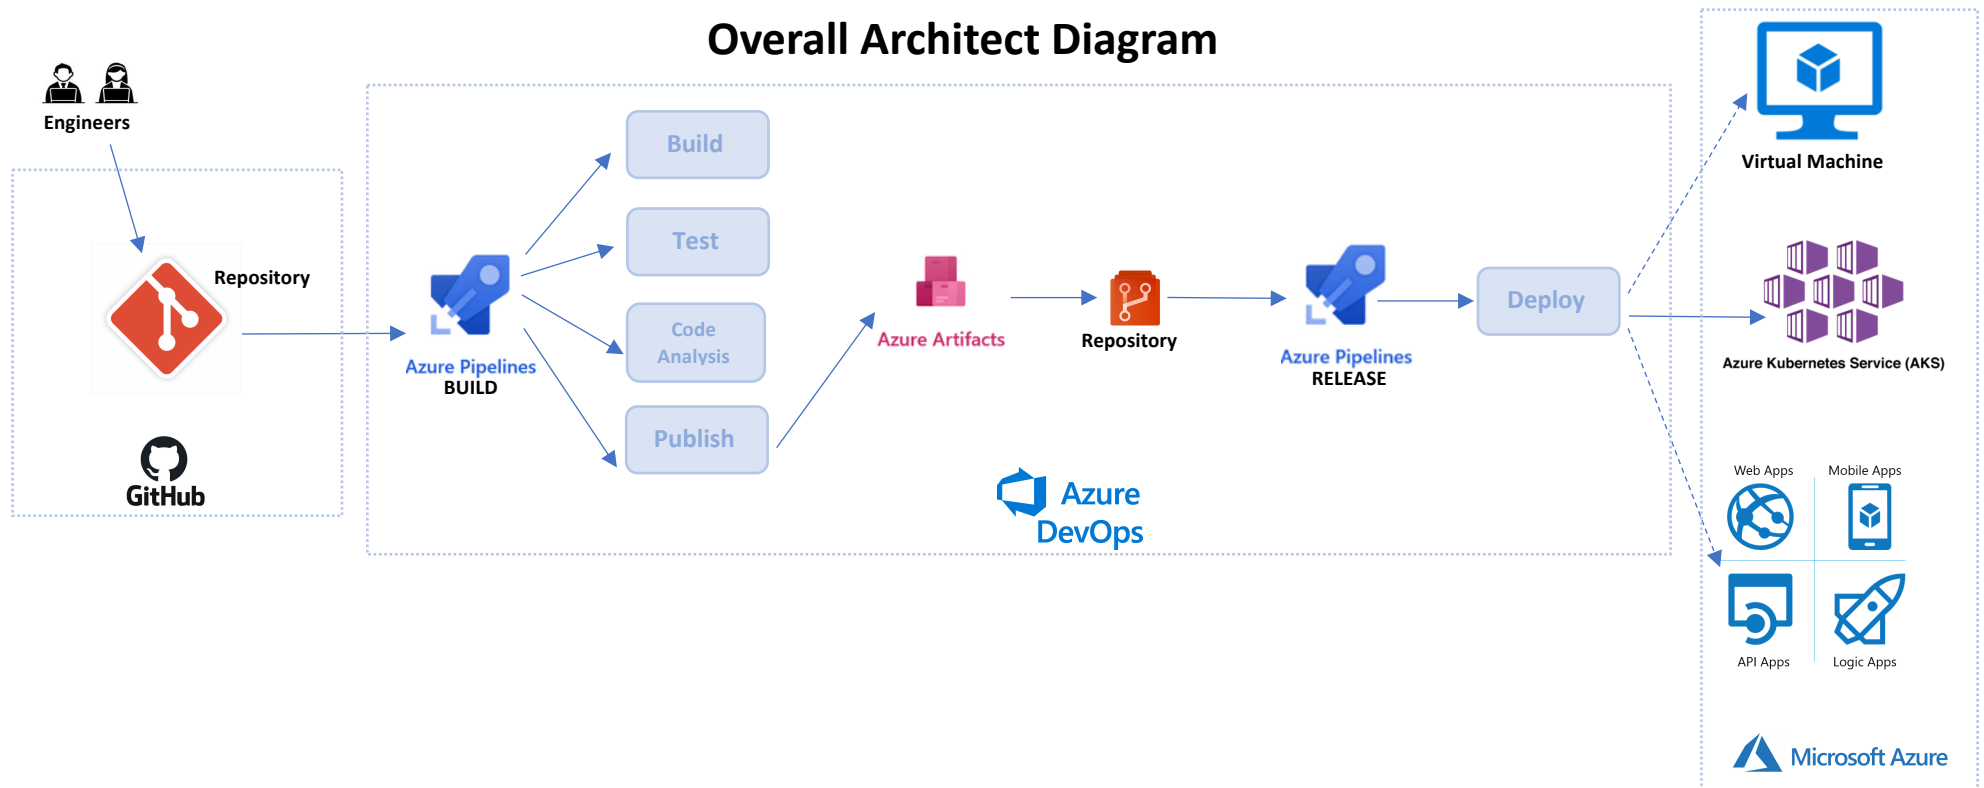 Overall Architect Diagram
Engineers
Repository
GitHub
Azure Pipelines
BUILD
Build
Test
Code
Analysis
Publish
Azure Artifacts
Repository
Azure Pipelines
RELEASE
Deploy
Azure
DevOps
Virtual Machine
Azure Kubernetes Service (AKS)
Web Apps
Mobile Apps
API Apps
Logic Apps
Microsoft Azure